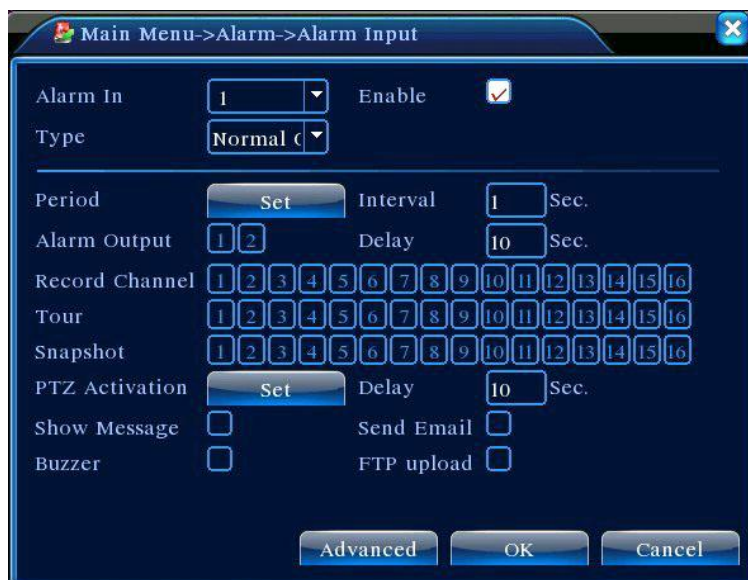 Main Menu->Alarm->Alarm Input
Alarm In 1 Enable
Type Normal
Period Set Interval 1 Sec.
Alarm Output 1 2 Delay 10 Sec.
Record Channel 1 2 3 4 5 6 7 8 9 10 11 12 13 14 15 16
Tour 1 2 3 4 5 6 7 8 9 10 11 12 13 14 15 16
Snapshot 1 2 3 4 5 6 7 8 9 10 11 12 13 14 15 16
PTZ Activation Set Delay 10 Sec.
Show Message Send Email
Buzzer FTP upload
Advanced OK Cancel